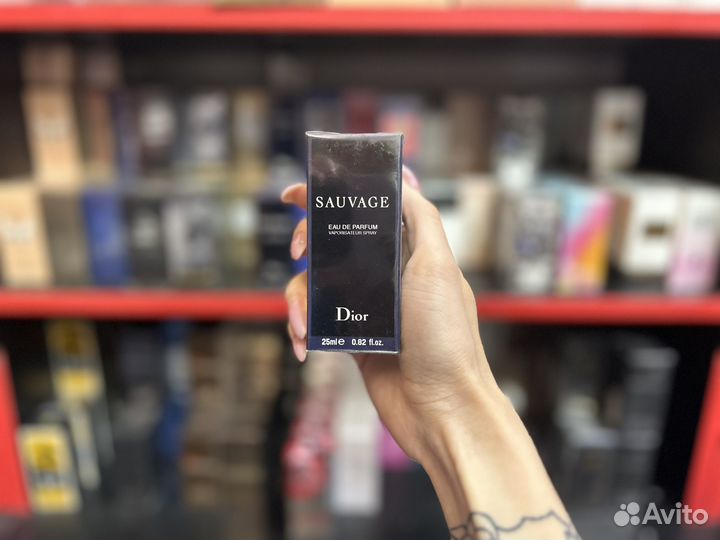 SAUVAGE
EAU DE PARFUM
VAPORISATEUR SPRAY
Dior
25ml℮ 0.82 fl.oz.
Avito